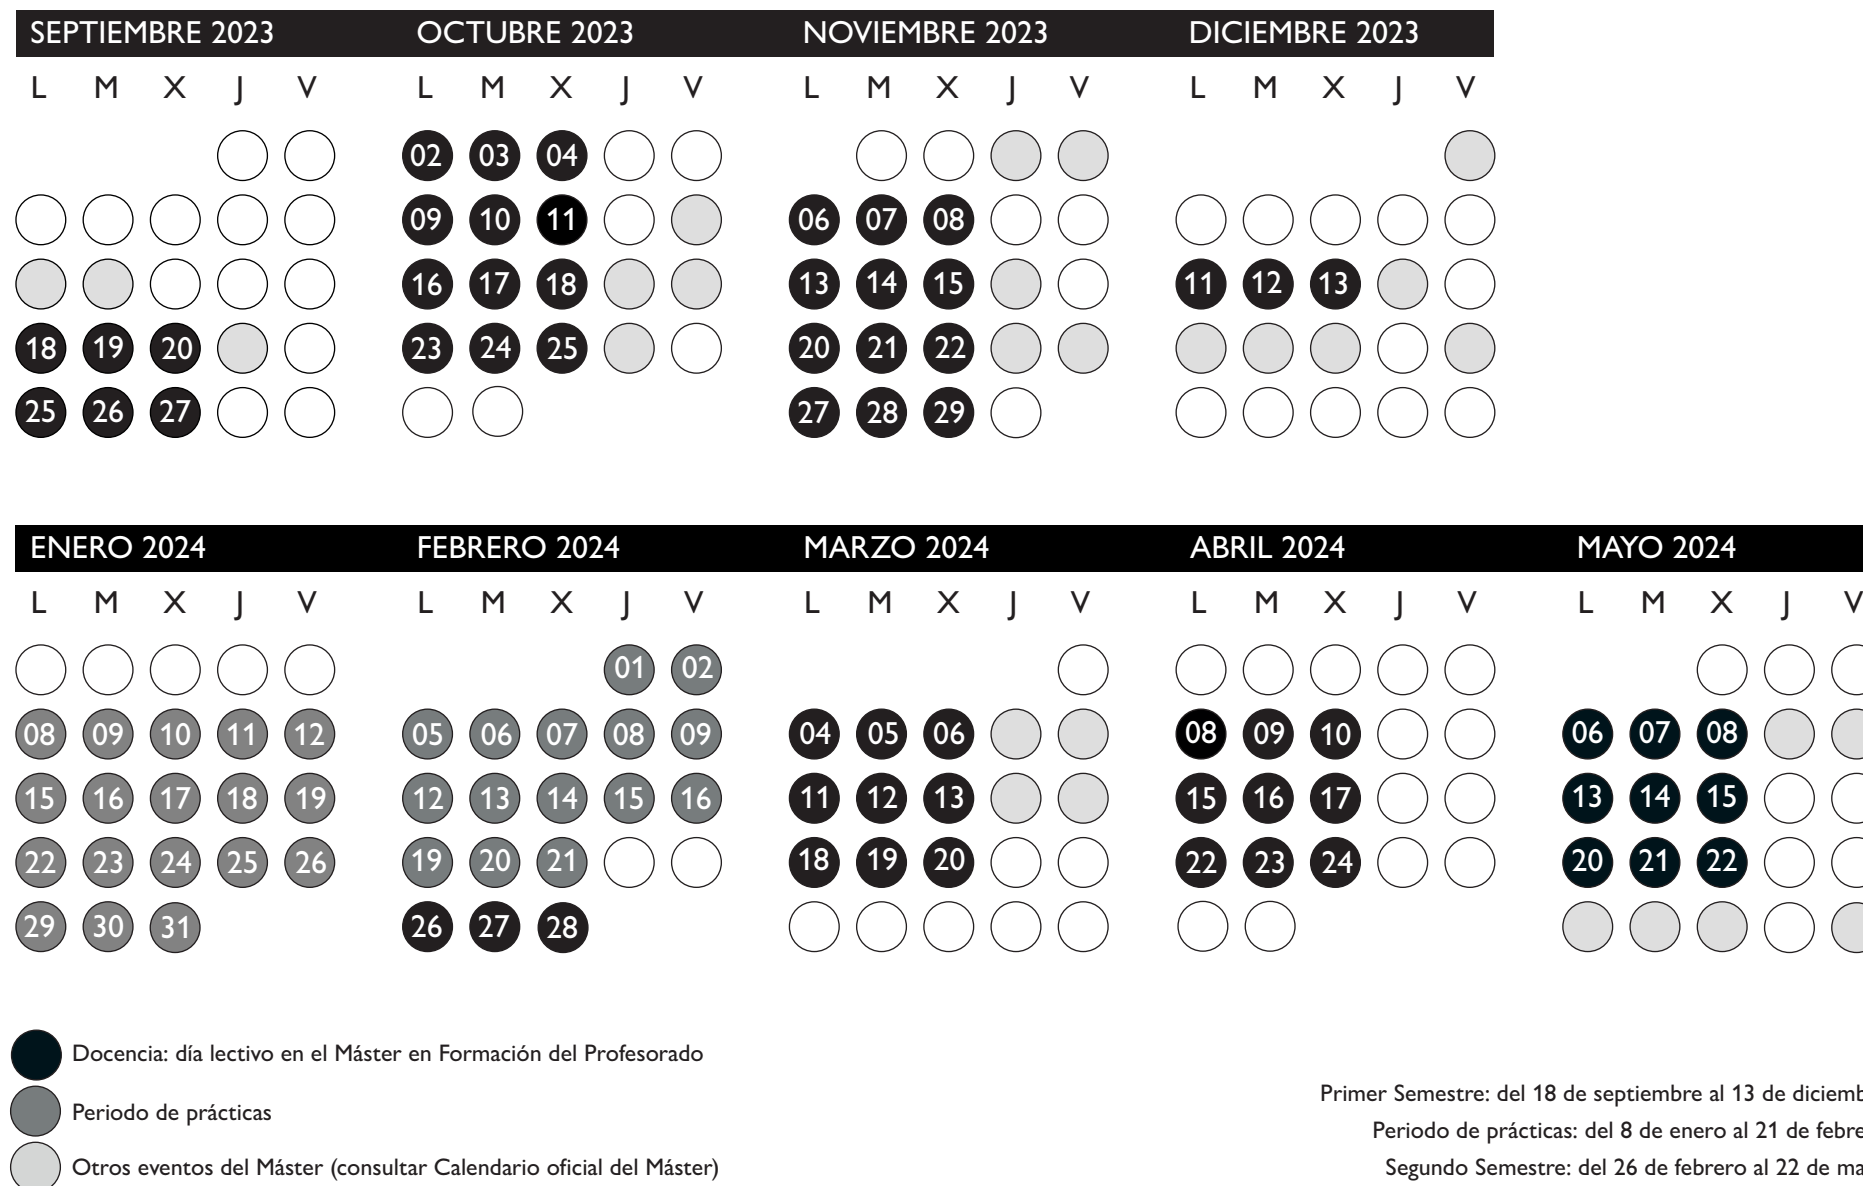 SEPTIEMBRE 2023 OCTUBRE 2023 NOVIEMBRE 2023 DICIEMBRE 2023
L M X J V L M X J V L M X J V L M X J V
02 03 04
09 10 11 06 07 08
16 17 18 13 14 15 11 12 13
18 19 20 23 24 25 20 21 22
25 26 27 27 28 29
ENERO 2024 FEBRERO 2024 MARZO 2024 ABRIL 2024 MAYO 2024
L M X J V L M X J V L M X J V L M X J V L M X J V
01 02
08 09 10 11 12 05 06 07 08 09 04 05 06 08 09 10 06 07 08
15 16 17 18 19 12 13 14 15 16 11 12 13 15 16 17 13 14 15
22 23 24 25 26 19 20 21 18 19 20 22 23 24 20 21 22
29 30 31 26 27 28
Docencia: día lectivo en el Máster en Formación del Profesorado
Periodo de prácticas
Otros eventos del Máster (consultar Calendario oficial del Máster)
Primer Semestre: del 18 de septiembre al 13 de diciemb
Periodo de prácticas: del 8 de enero al 21 de febre
Segundo Semestre: del 26 de febrero al 22 de ma